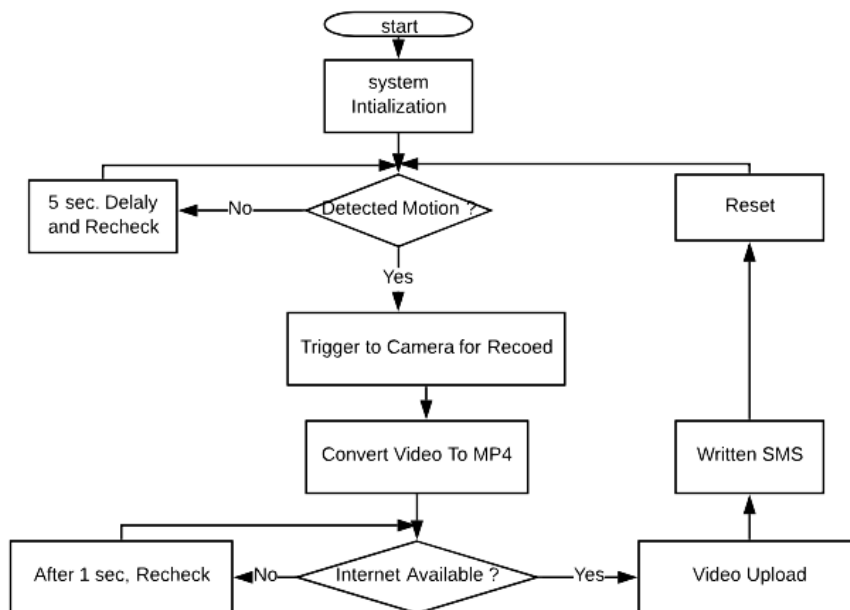 start
system
Intialization
5 sec. Delaly
and Recheck
No
Detected Motion ?
Reset
Yes
Trigger to Camera for Recoed
Convert Video To MP4
Written SMS
After 1 sec, Recheck
No
Internet Available ?
Yes
Video Upload